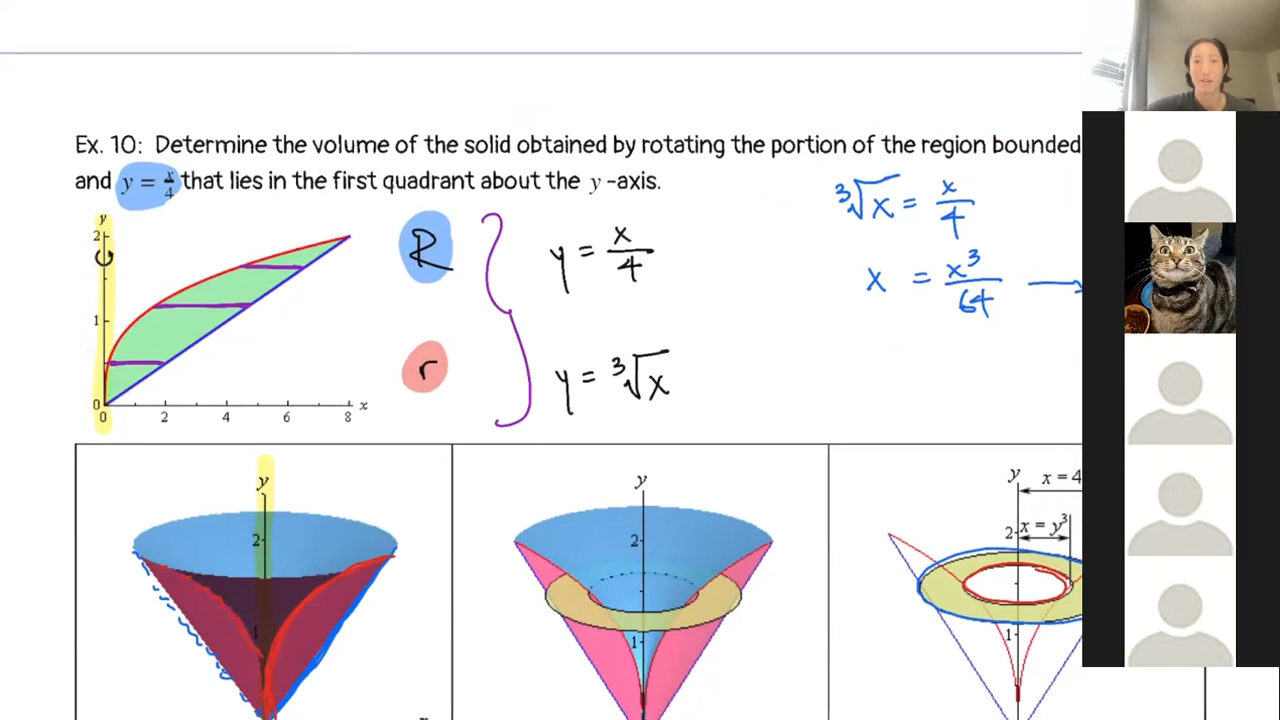 Ex. 10: Determine the volume of the solid obtained by rotating the portion of the region bounded
and y = x/4 that lies in the first quadrant about the y-axis.
∛x = x/4
x = x³/64 →
y
2
1
0
0 2 4 6 8 x
R
y = x/4
r
y = ∛x
y
2
1
y
2
1
y
x = 4
2
x = y³
1